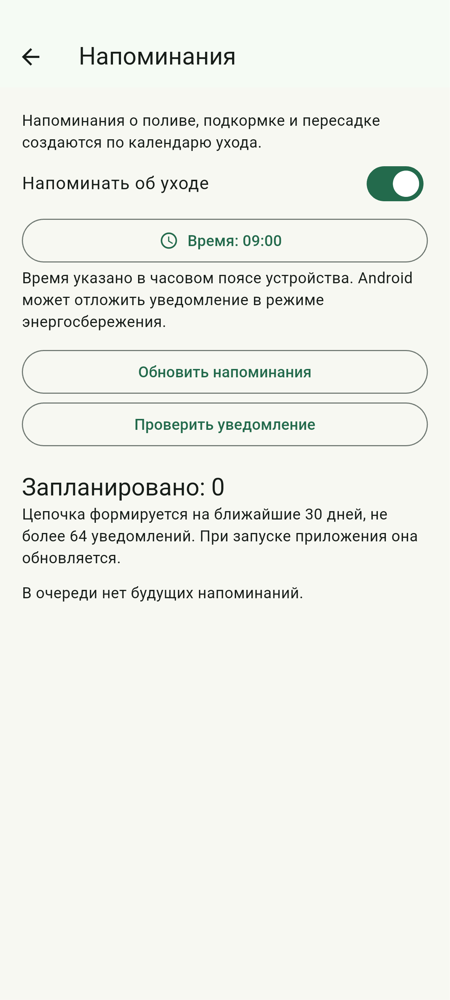 Напоминания
Напоминания о поливе, подкормке и пересадке
создаются по календарю ухода.
Напоминать об уходе
Время: 09:00
Время указано в часовом поясе устройства. Android
может отложить уведомление в режиме
энергосбережения.
Обновить напоминания
Проверить уведомление
Запланировано: 0
Цепочка формируется на ближайшие 30 дней, не
более 64 уведомлений. При запуске приложения она
обновляется.
В очереди нет будущих напоминаний.